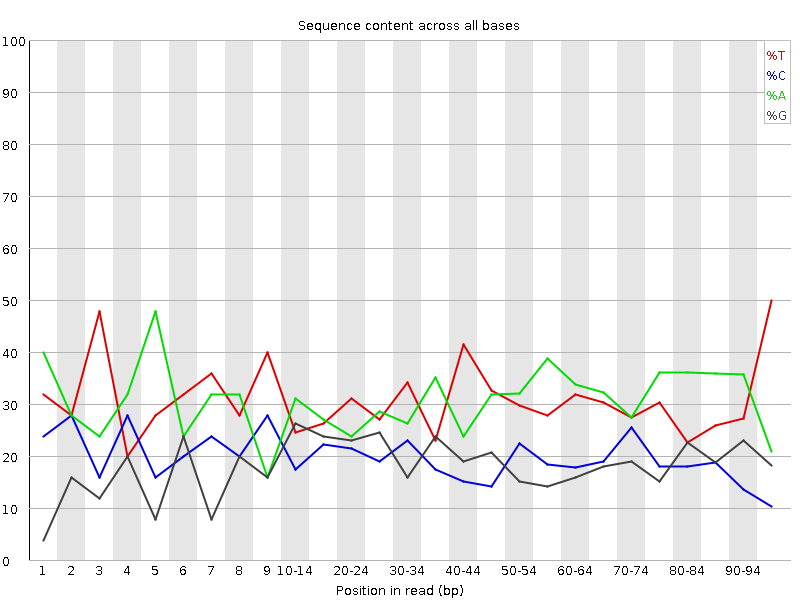 Sequence content across all bases
100
90
80
70
60
50
40
30
20
10
0
%T
%C
%A
%G
1 2 3 4 5 6 7 8 9 10-14 20-24 30-34 40-44 50-54 60-64 70-74 80-84 90-94
Position in read (bp)